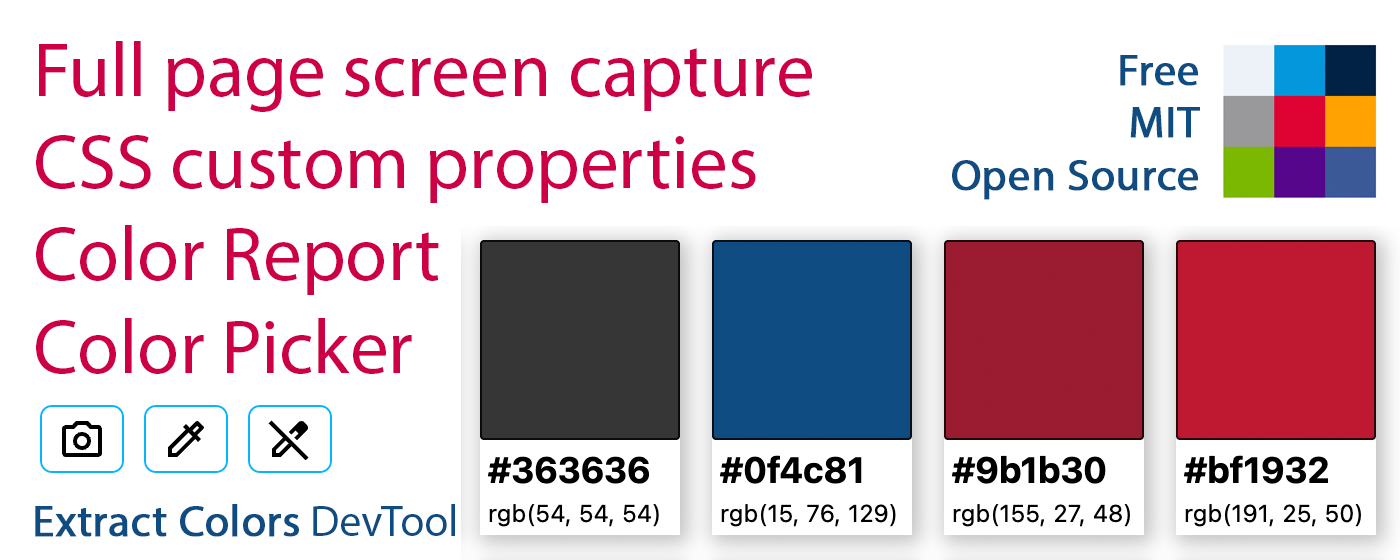 Full page screen capture
CSS custom properties
Color Report
Color Picker
Extract Colors DevTool
Free
MIT
Open Source
#363636
rgb(54, 54, 54)
#0f4c81
rgb(15, 76, 129)
#9b1b30
rgb(155, 27, 48)
#bf1932
rgb(191, 25, 50)